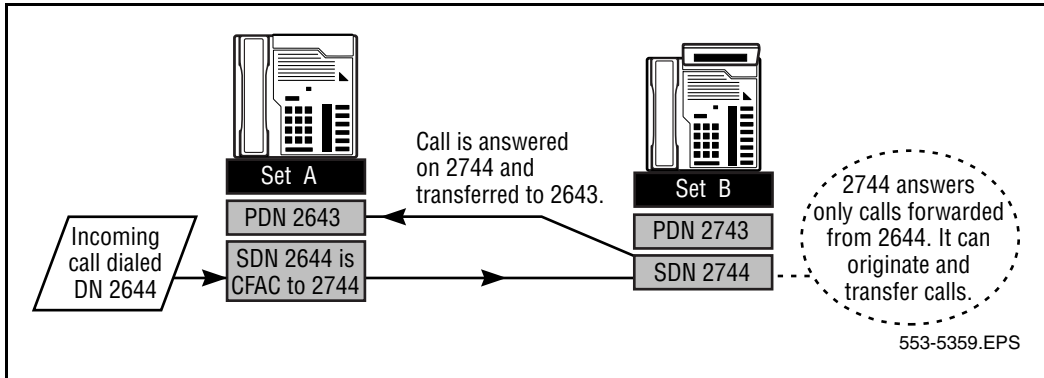 Set A
PDN 2643
SDN 2644 is
CFAC to 2744
Incoming
call dialed
DN 2644
Call is answered
on 2744 and
transferred to 2643.
Set B
PDN 2743
SDN 2744
2744 answers
only calls forwarded
from 2644. It can
originate and
transfer calls.
553-5359.EPS